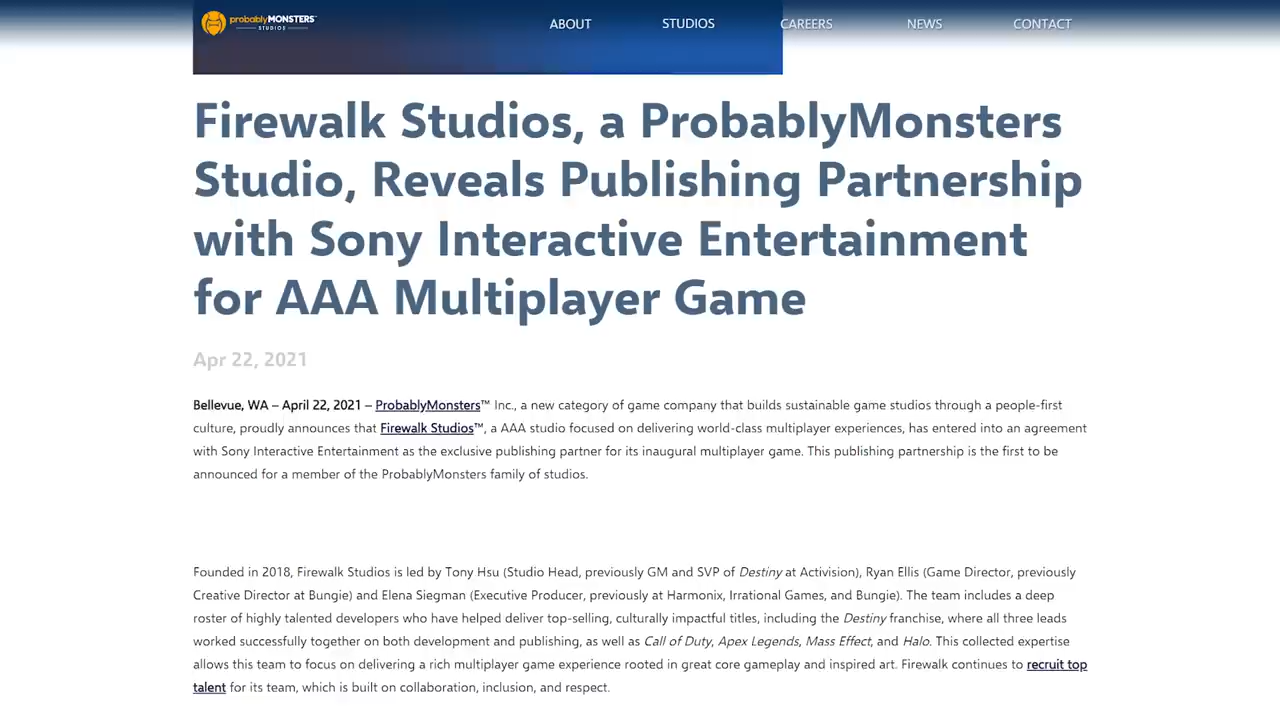 probablyMONSTERS™
STUDIOS
ABOUT
STUDIOS
CAREERS
NEWS
CONTACT
Firewalk Studios, a ProbablyMonsters
Studio, Reveals Publishing Partnership
with Sony Interactive Entertainment
for AAA Multiplayer Game
Apr 22, 2021
Bellevue, WA – April 22, 2021 – ProbablyMonsters™ Inc., a new category of game company that builds sustainable game studios through a people-first
culture, proudly announces that Firewalk Studios™, a AAA studio focused on delivering world-class multiplayer experiences, has entered into an agreement
with Sony Interactive Entertainment as the exclusive publishing partner for its inaugural multiplayer game. This publishing partnership is the first to be
announced for a member of the ProbablyMonsters family of studios.
Founded in 2018, Firewalk Studios is led by Tony Hsu (Studio Head, previously GM and SVP of Destiny at Activision), Ryan Ellis (Game Director, previously
Creative Director at Bungie) and Elena Siegman (Executive Producer, previously at Harmonix, Irrational Games, and Bungie). The team includes a deep
roster of highly talented developers who have helped deliver top-selling, culturally impactful titles, including the Destiny franchise, where all three leads
worked successfully together on both development and publishing, as well as Call of Duty, Apex Legends, Mass Effect, and Halo. This collected expertise
allows this team to focus on delivering a rich multiplayer game experience rooted in great core gameplay and inspired art. Firewalk continues to recruit top
talent for its team, which is built on collaboration, inclusion, and respect.